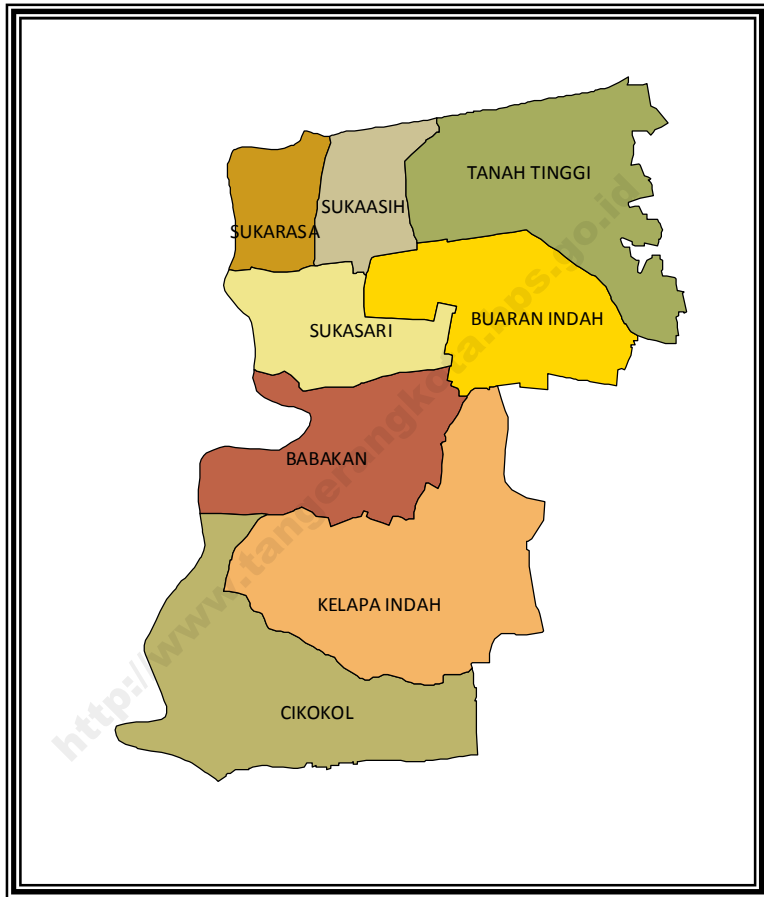 TANAH TINGGI
SUKAASIH
SUKARASA
BUARAN INDAH
SUKASARI
BABAKAN
KELAPA INDAH
CIKOKOL
http://www.tangerangkota.bps.go.id